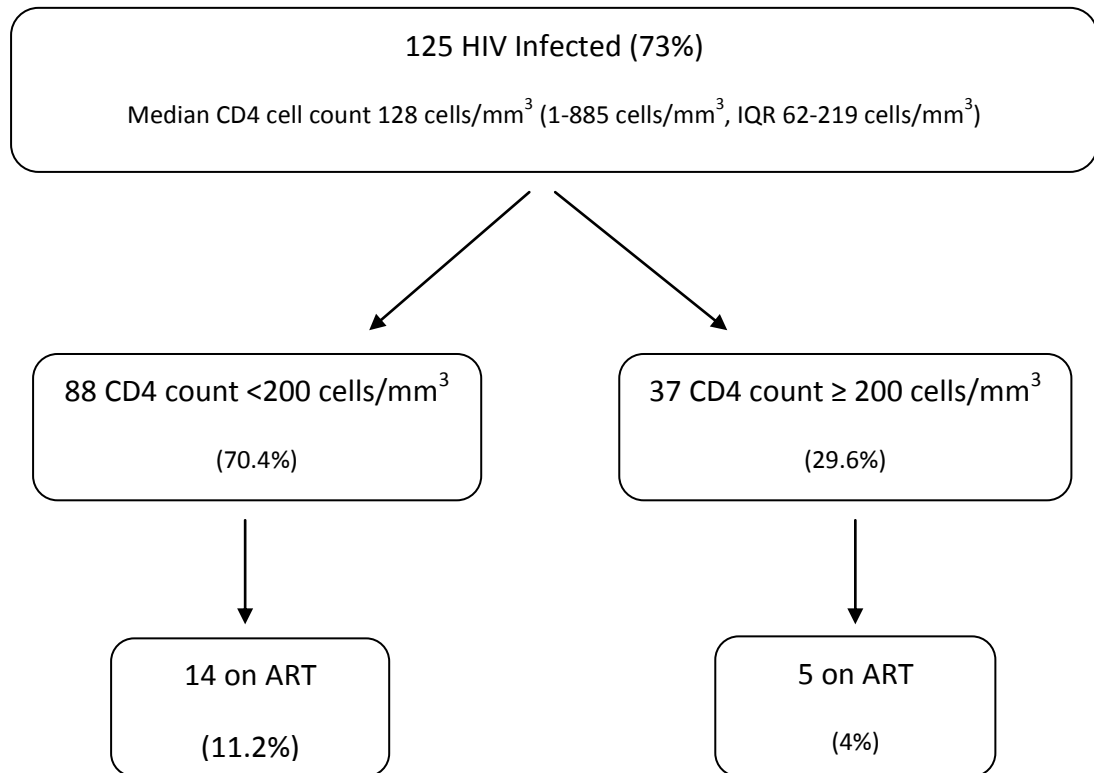 125 HIV Infected (73%)
Median CD4 cell count 128 cells/mm³ (1-885 cells/mm³, IQR 62-219 cells/mm³)
88 CD4 count <200 cells/mm³
(70.4%)
37 CD4 count ≥ 200 cells/mm³
(29.6%)
14 on ART
(11.2%)
5 on ART
(4%)